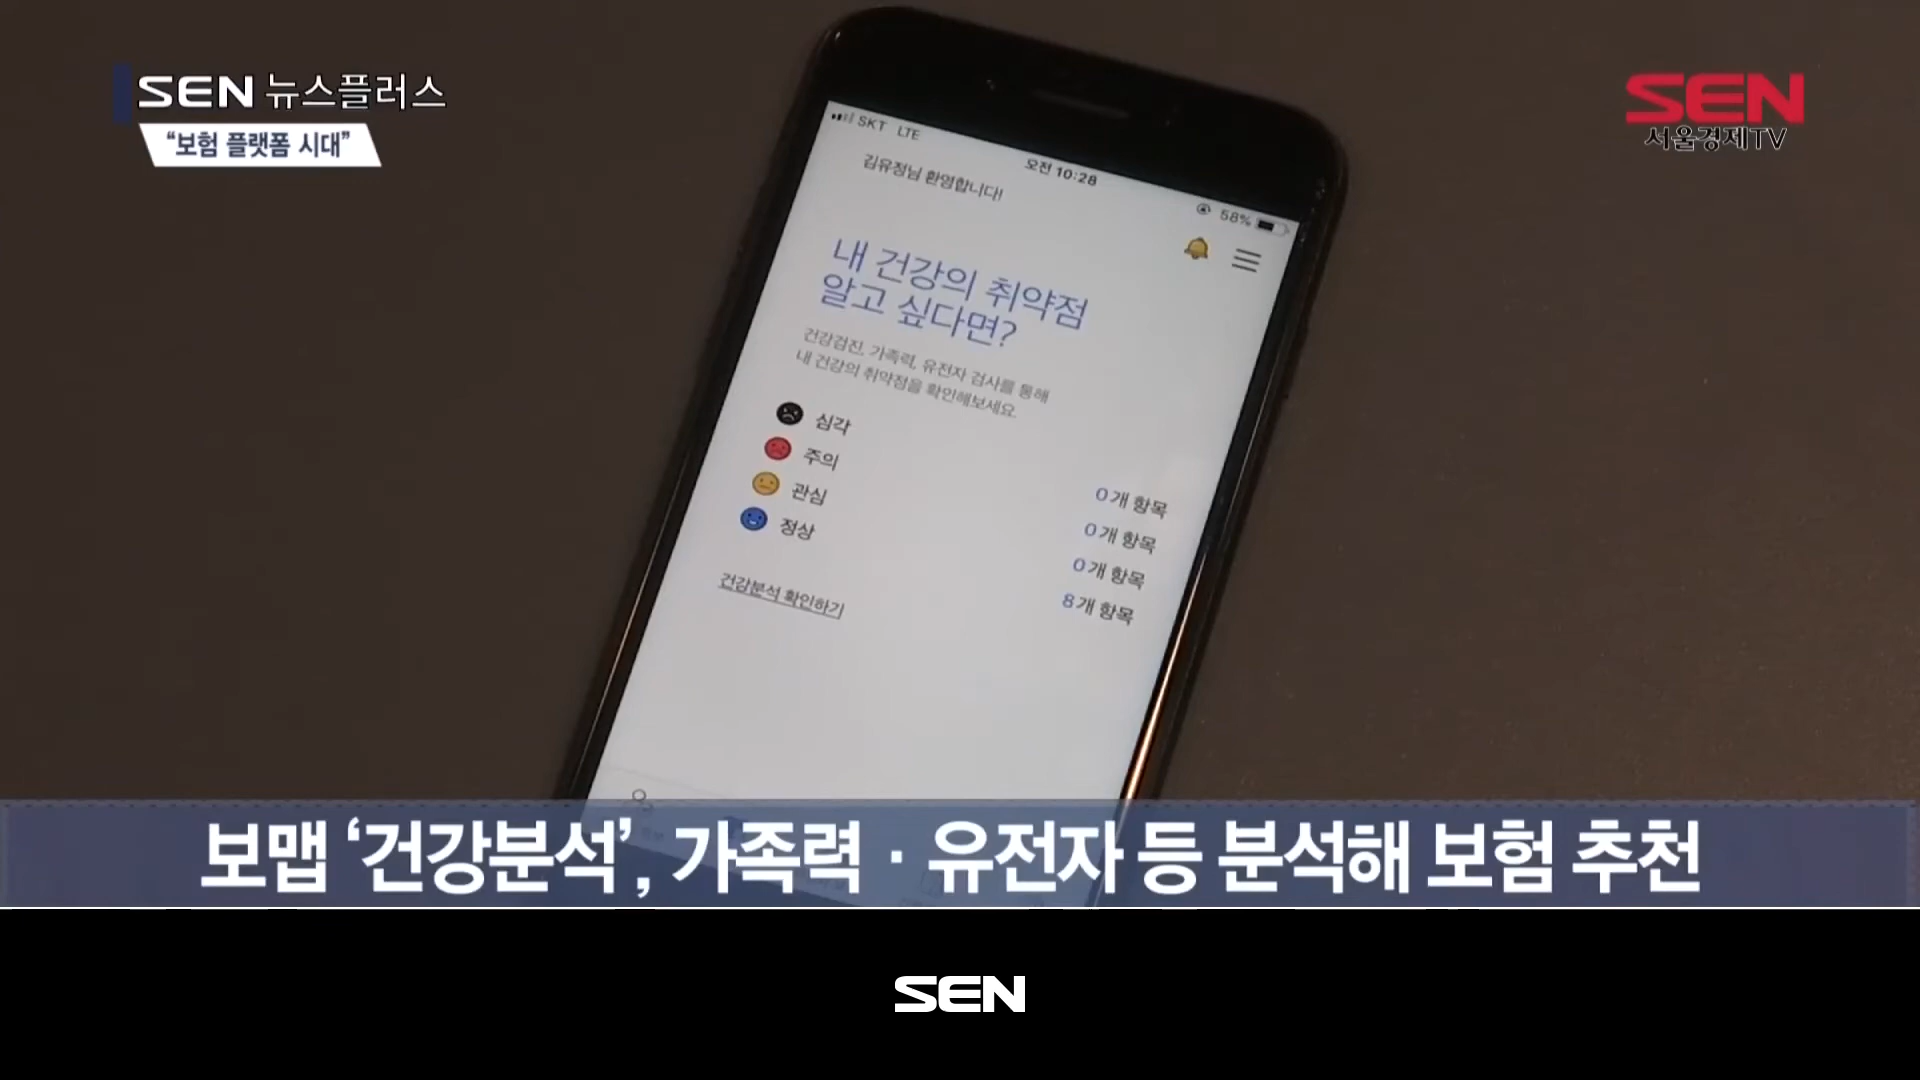 SEN 뉴스플러스
“보험 플랫폼 시대”
SEN
서울경제TV
SKT LTE
오전 10:28
58%
김유정님 환영합니다!
내 건강의 취약점
알고 싶다면?
건강검진, 가족력, 유전자 검사를 통해
내 건강의 취약점을 확인해보세요.
심각 0개 항목
주의 0개 항목
관심 0개 항목
정상 8개 항목
건강분석 확인하기
보맵 ‘건강분석’, 가족력 · 유전자 등 분석해 보험 추천
SEN